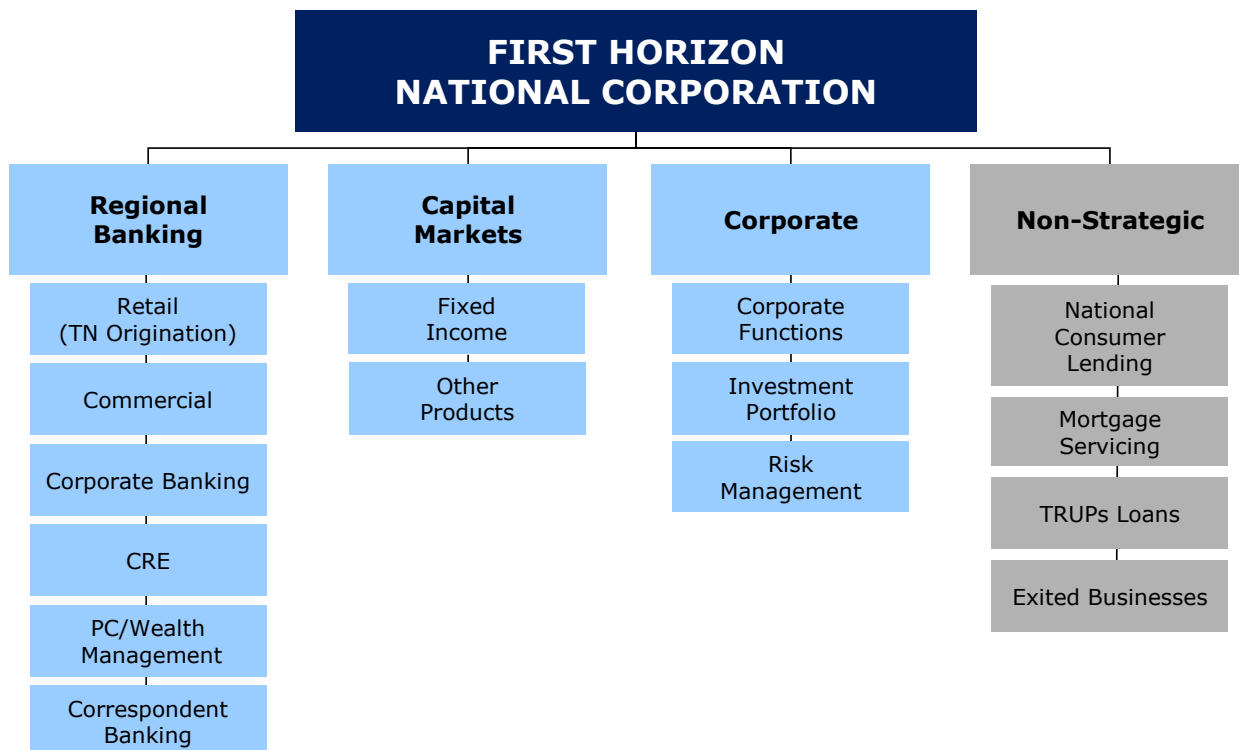 FIRST HORIZON
NATIONAL CORPORATION
Regional
Banking
Retail
(TN Origination)
Commercial
Corporate Banking
CRE
PC/Wealth
Management
Correspondent
Banking
Capital
Markets
Fixed
Income
Other
Products
Corporate
Corporate
Functions
Investment
Portfolio
Risk
Management
Non-Strategic
National
Consumer
Lending
Mortgage
Servicing
TRUPs Loans
Exited Businesses